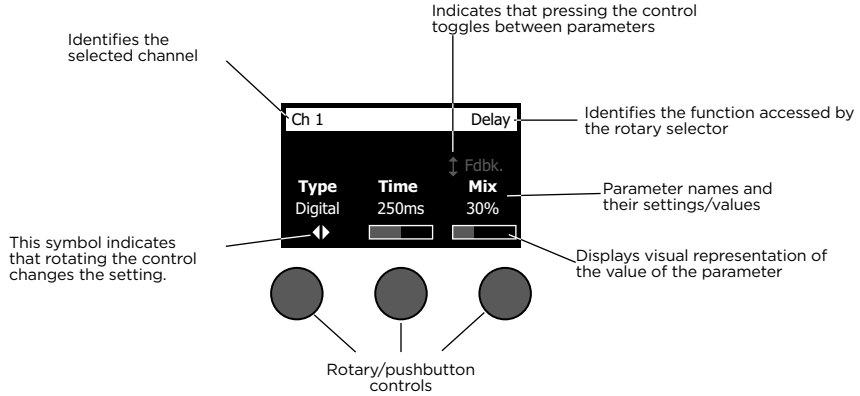 Indicates that pressing the control
toggles between parameters
Identifies the
selected channel
Ch 1
Delay
Identifies the function accessed by
the rotary selector
Fdbk.
Type
Time
Mix
Digital
250ms
30%
Parameter names and
their settings/values
This symbol indicates
that rotating the control
changes the setting.
Displays visual representation of
the value of the parameter
Rotary/pushbutton
controls